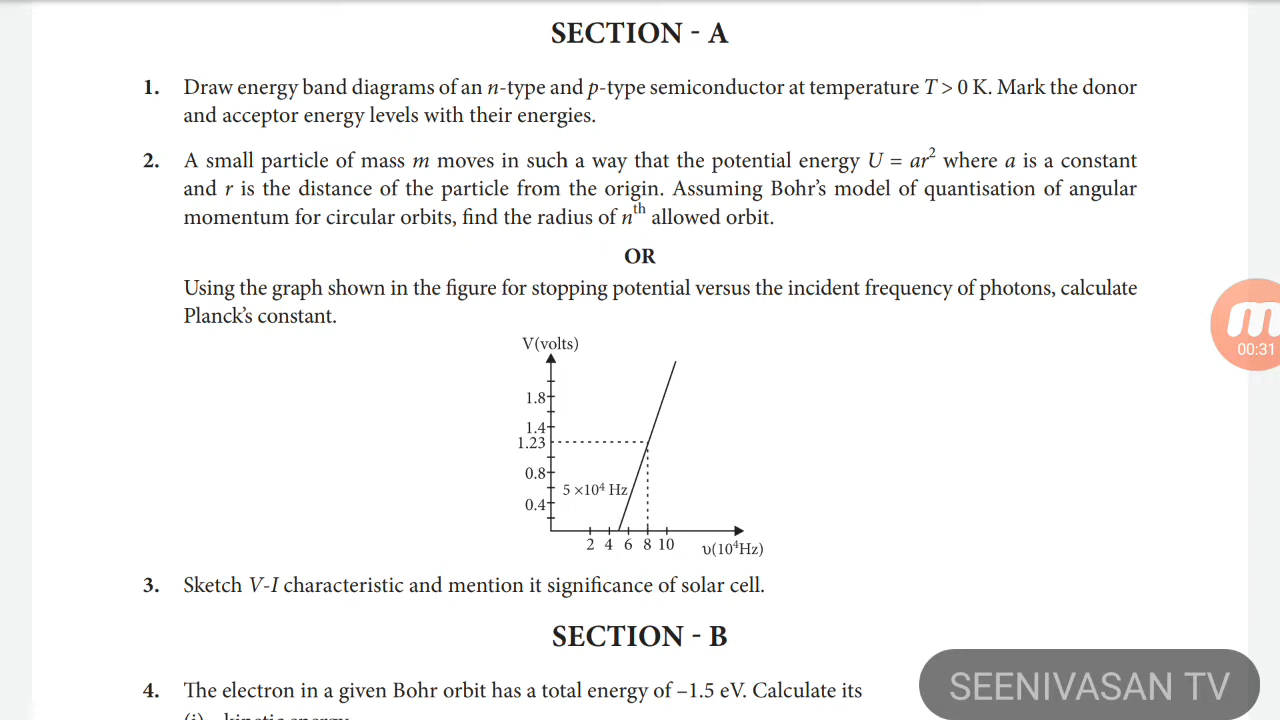 SECTION - A
1. Draw energy band diagrams of an n-type and p-type semiconductor at temperature T > 0 K. Mark the donor
and acceptor energy levels with their energies.
2. A small particle of mass m moves in such a way that the potential energy U = ar² where a is a constant
and r is the distance of the particle from the origin. Assuming Bohr's model of quantisation of angular
momentum for circular orbits, find the radius of nᵗʰ allowed orbit.
OR
Using the graph shown in the figure for stopping potential versus the incident frequency of photons, calculate
Planck's constant.
V(volts)
1.8
1.4
1.23
0.8
5 ×10⁴ Hz
0.4
2 4 6 8 10 υ(10⁴Hz)
00:31
3. Sketch V-I characteristic and mention it significance of solar cell.
SECTION - B
4. The electron in a given Bohr orbit has a total energy of –1.5 eV. Calculate its
(i) kinetic energy
SEENIVASAN TV